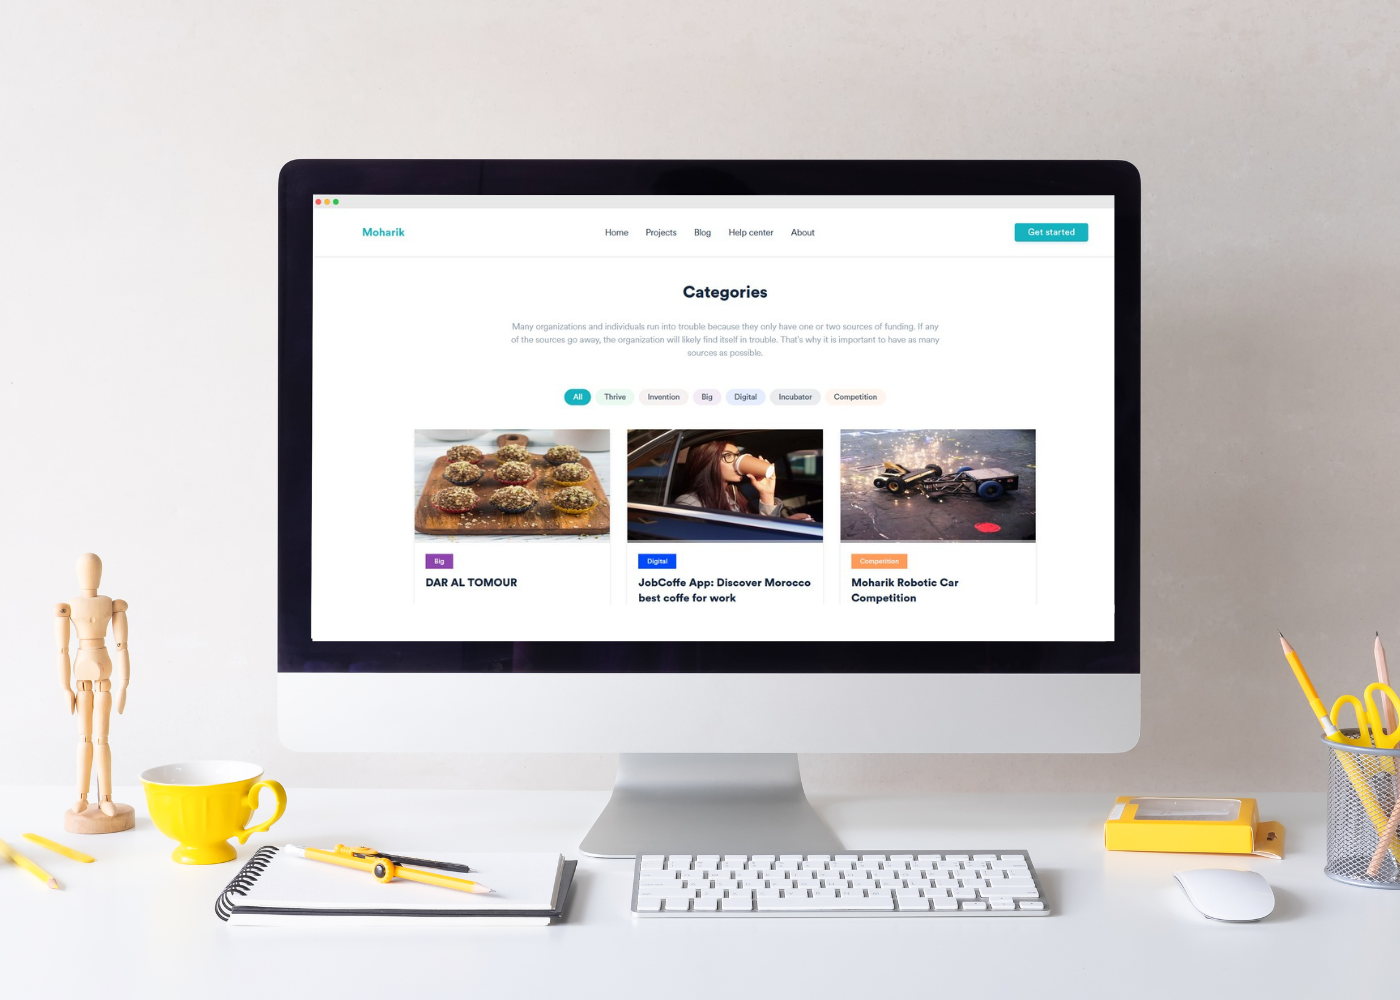 Moharik
Home Projects Blog Help center About
Get started
Categories
Many organizations and individuals run into trouble because they only have one or two sources of funding. If any
of the sources go away, the organization will likely find itself in trouble. That's why it is important to have as many
sources as possible.
All Thrive Invention Big Digital Incubator Competition
Big
DAR AL TOMOUR
Digital
JobCoffe App: Discover Morocco
best coffe for work
Competition
Moharik Robotic Car
Competition